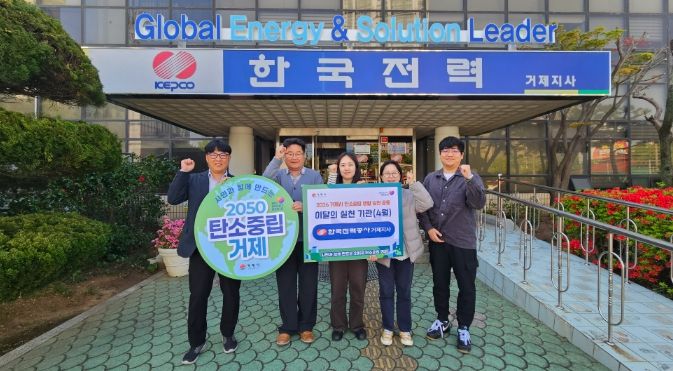 Global Energy & Solution Leader
KEPCO
한국전력
거제지사
시민과 함께 만드는
2050
탄소중립
거제
이달의 실천 기관(4월)
한국전력공사 거제지사